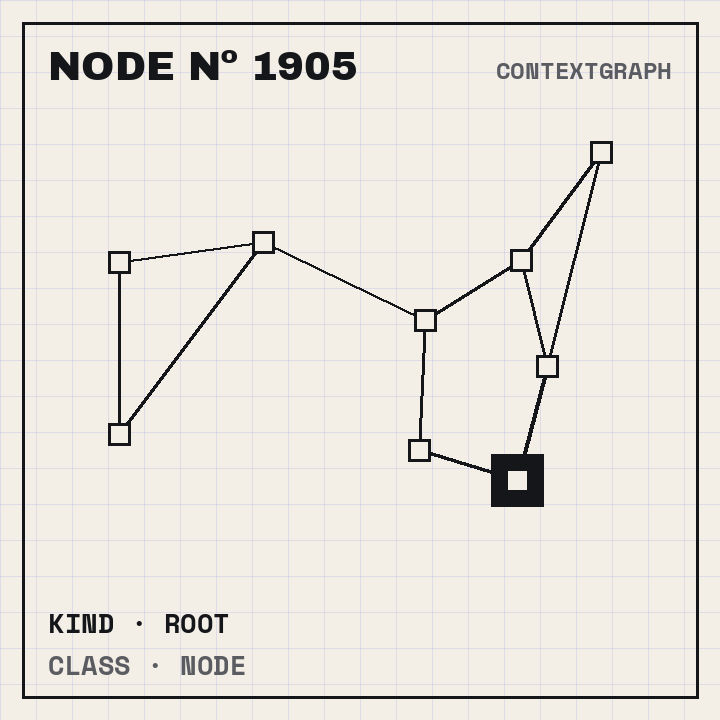 NODE Nº 1905
CONTEXTGRAPH
KIND · ROOT
CLASS · NODE